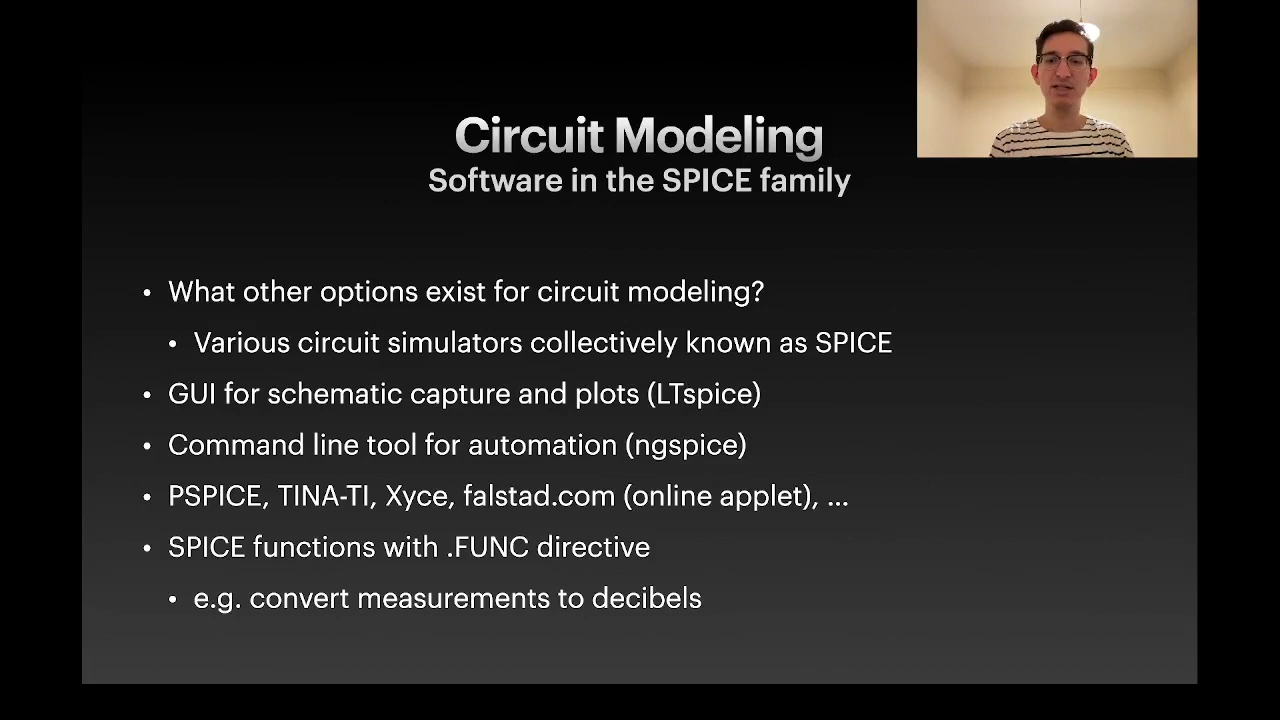 Circuit Modeling
Software in the SPICE family
• What other options exist for circuit modeling?
• Various circuit simulators collectively known as SPICE
• GUI for schematic capture and plots (LTspice)
• Command line tool for automation (ngspice)
• PSPICE, TINA-TI, Xyce, falstad.com (online applet), ...
• SPICE functions with .FUNC directive
• e.g. convert measurements to decibels